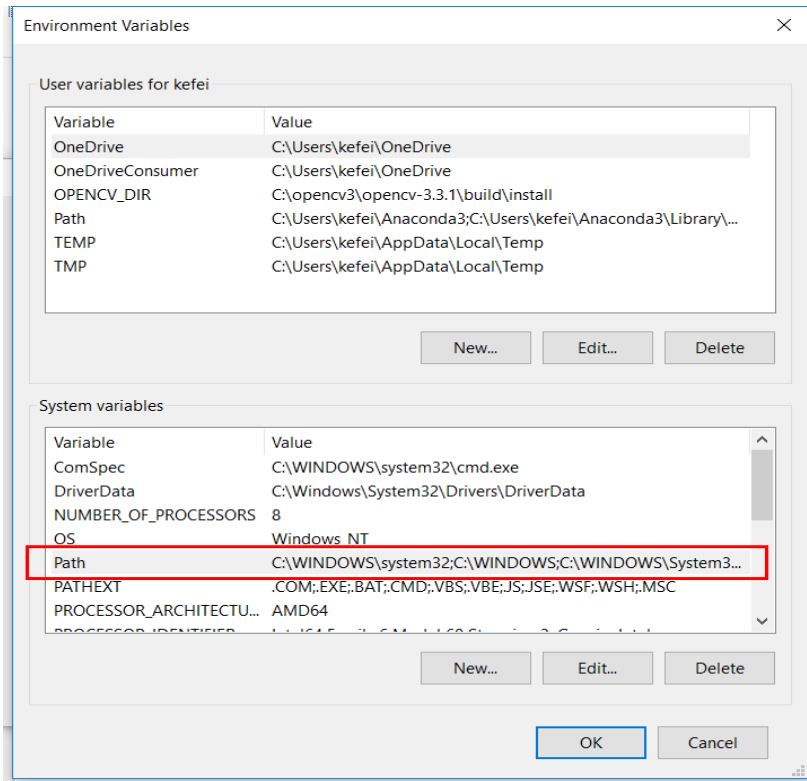 Environment Variables
User variables for kefei
Variable Value
OneDrive C:\Users\kefei\OneDrive
OneDriveConsumer C:\Users\kefei\OneDrive
OPENCV_DIR C:\opencv3\opencv-3.3.1\build\install
Path C:\Users\kefei\Anaconda3;C:\Users\kefei\Anaconda3\Library\...
TEMP C:\Users\kefei\AppData\Local\Temp
TMP C:\Users\kefei\AppData\Local\Temp
New... Edit... Delete
System variables
Variable Value
ComSpec C:\WINDOWS\system32\cmd.exe
DriverData C:\Windows\System32\Drivers\DriverData
NUMBER_OF_PROCESSORS 8
OS Windows_NT
Path C:\WINDOWS\system32;C:\WINDOWS;C:\WINDOWS\System3...
PATHEXT .COM;.EXE;.BAT;.CMD;.VBS;.VBE;.JS;.JSE;.WSF;.WSH;.MSC
PROCESSOR_ARCHITECTU... AMD64
New... Edit... Delete
OK Cancel